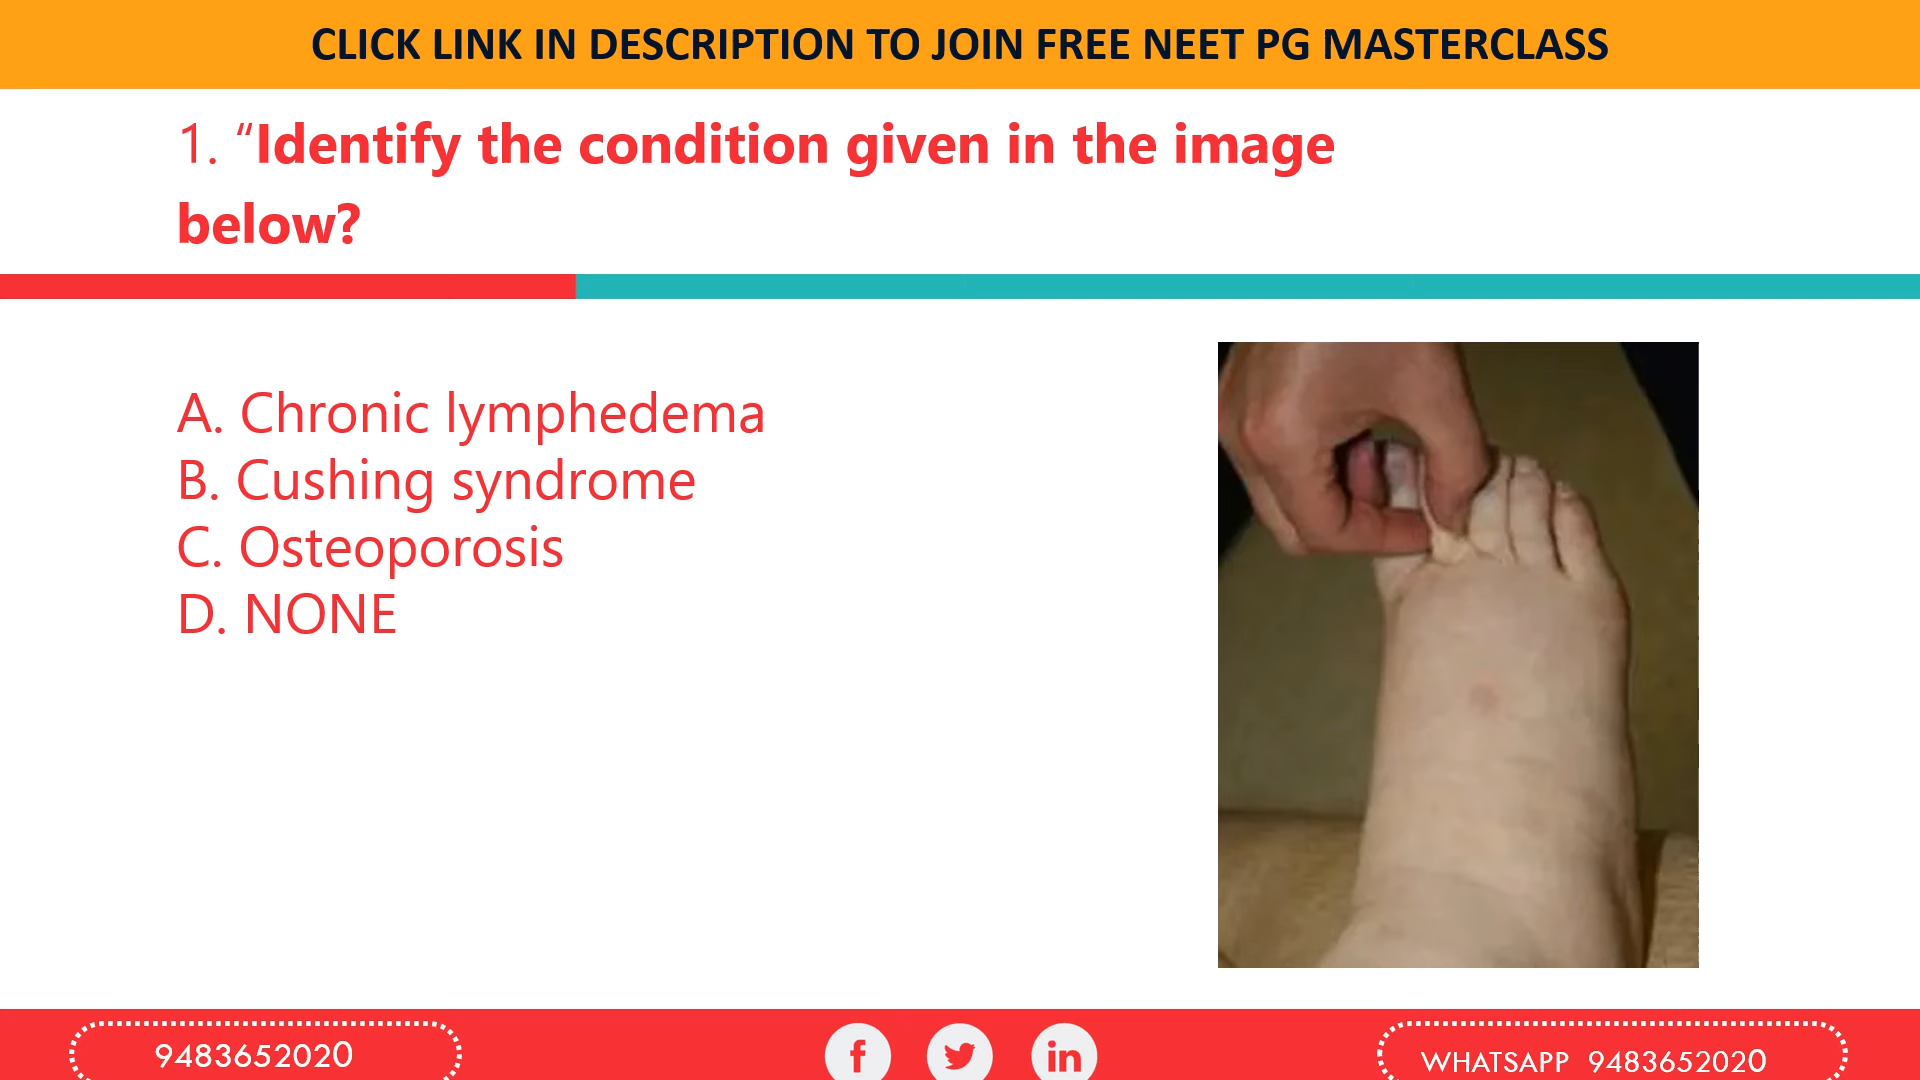 CLICK LINK IN DESCRIPTION TO JOIN FREE NEET PG MASTERCLASS
1. “Identify the condition given in the image
below?
A. Chronic lymphedema
B. Cushing syndrome
C. Osteoporosis
D. NONE
9483652020
f
in
WHATSAPP 9483652020